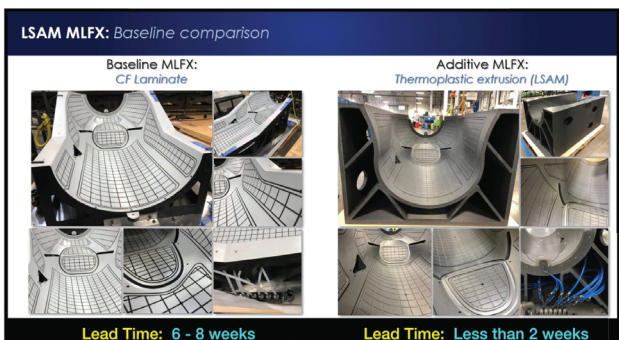 LSAM MLFX: Baseline comparison
Baseline MLFX:
CF Laminate
Additive MLFX:
Thermoplastic extrusion (LSAM)
Lead Time: 6 - 8 weeks
Lead Time: Less than 2 weeks